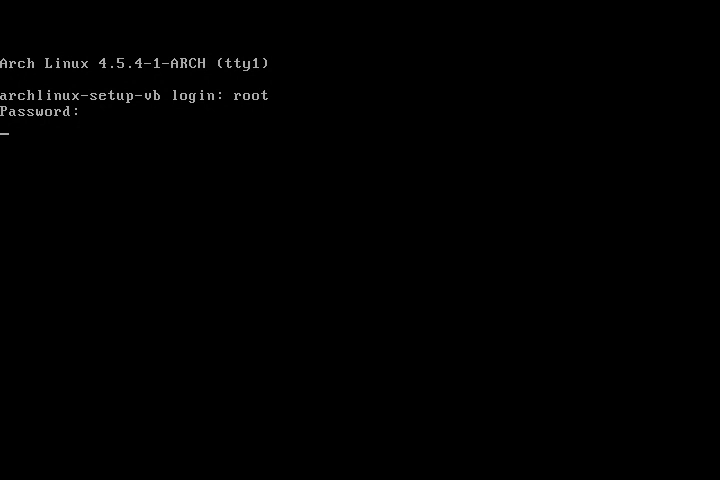 Arch Linux 4.5.4-1-ARCH (tty1)
archlinux-setup-vb login: root
Password: